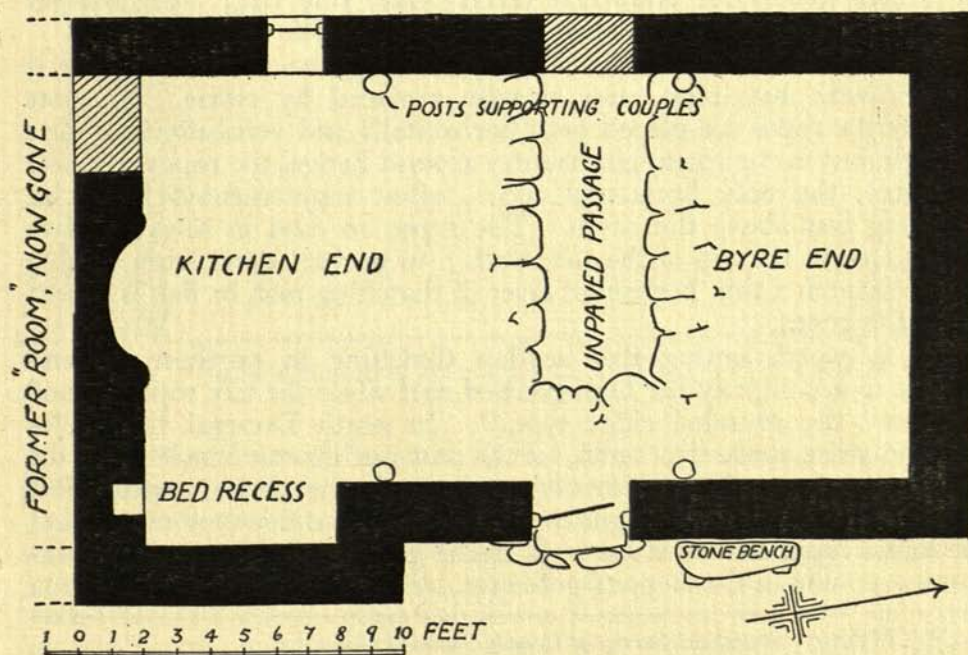 POSTS SUPPORTING COUPLES
FORMER "ROOM," NOW GONE
KITCHEN END
UNPAVED PASSAGE
BYRE END
BED RECESS
STONE BENCH
1 0 1 2 3 4 5 6 7 8 9 10 FEET